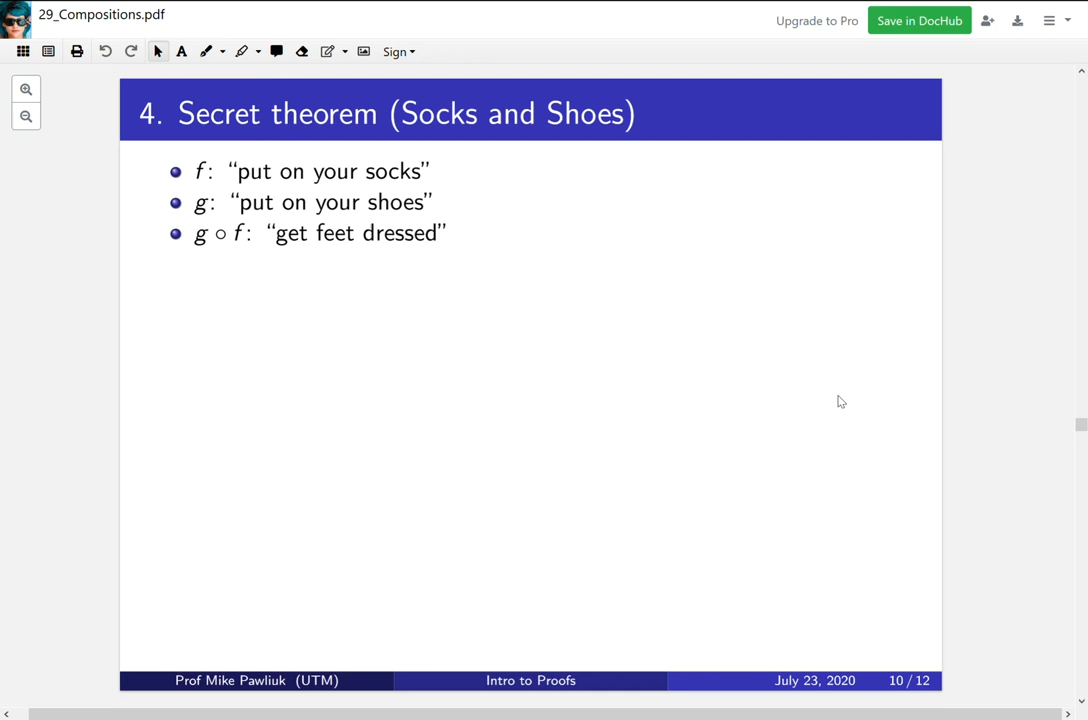 29_Compositions.pdf
Upgrade to Pro
Save in DocHub
A
Sign
4. Secret theorem (Socks and Shoes)
f: “put on your socks”
g: “put on your shoes”
g ∘ f: “get feet dressed”
Prof Mike Pawliuk (UTM)
Intro to Proofs
July 23, 2020
10 / 12